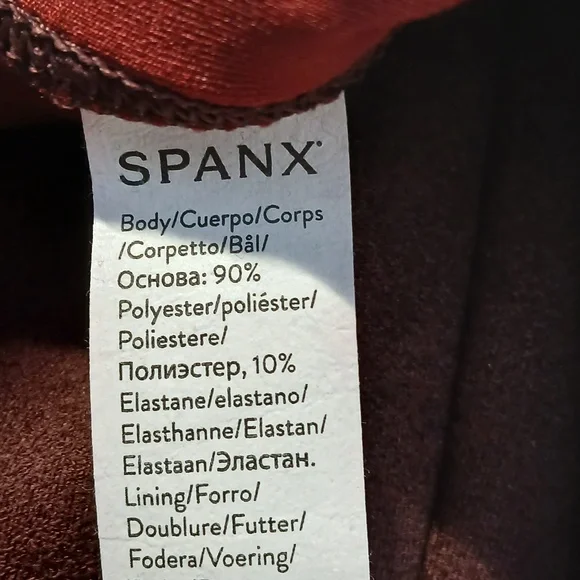 SPANX
Body/Cuerpo/Corps
/Corpetto/Bål/
Основа: 90%
Polyester/poliéster/
Poliestere/
Полиэстер, 10%
Elastane/elastano/
Elasthanne/Elastan/
Elastaan/Эластан.
Lining/Forro/
Doublure/Futter/
Fodera/Voering/